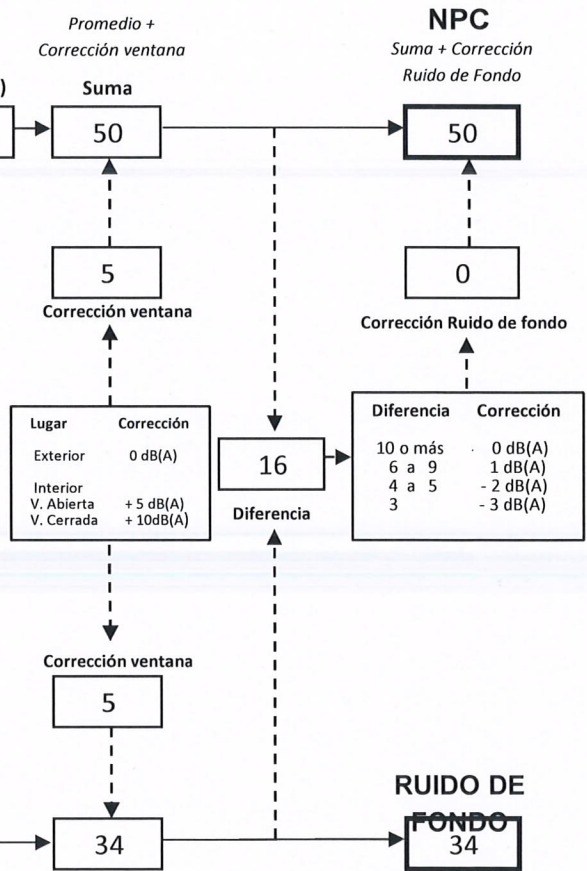 Promedio +
Corrección ventana
NPC
Suma + Corrección
Ruido de Fondo
)
Suma
50
50
5
0
Corrección ventana
Corrección Ruido de fondo
Lugar Corrección
Exterior 0 dB(A)
Interior
V. Abierta + 5 dB(A)
V. Cerrada + 10dB(A)
16
Diferencia
Diferencia Corrección
10 o más 0 dB(A)
6 a 9 1 dB(A)
4 a 5 - 2 dB(A)
3 - 3 dB(A)
Corrección ventana
5
RUIDO DE
FONDO
34
34